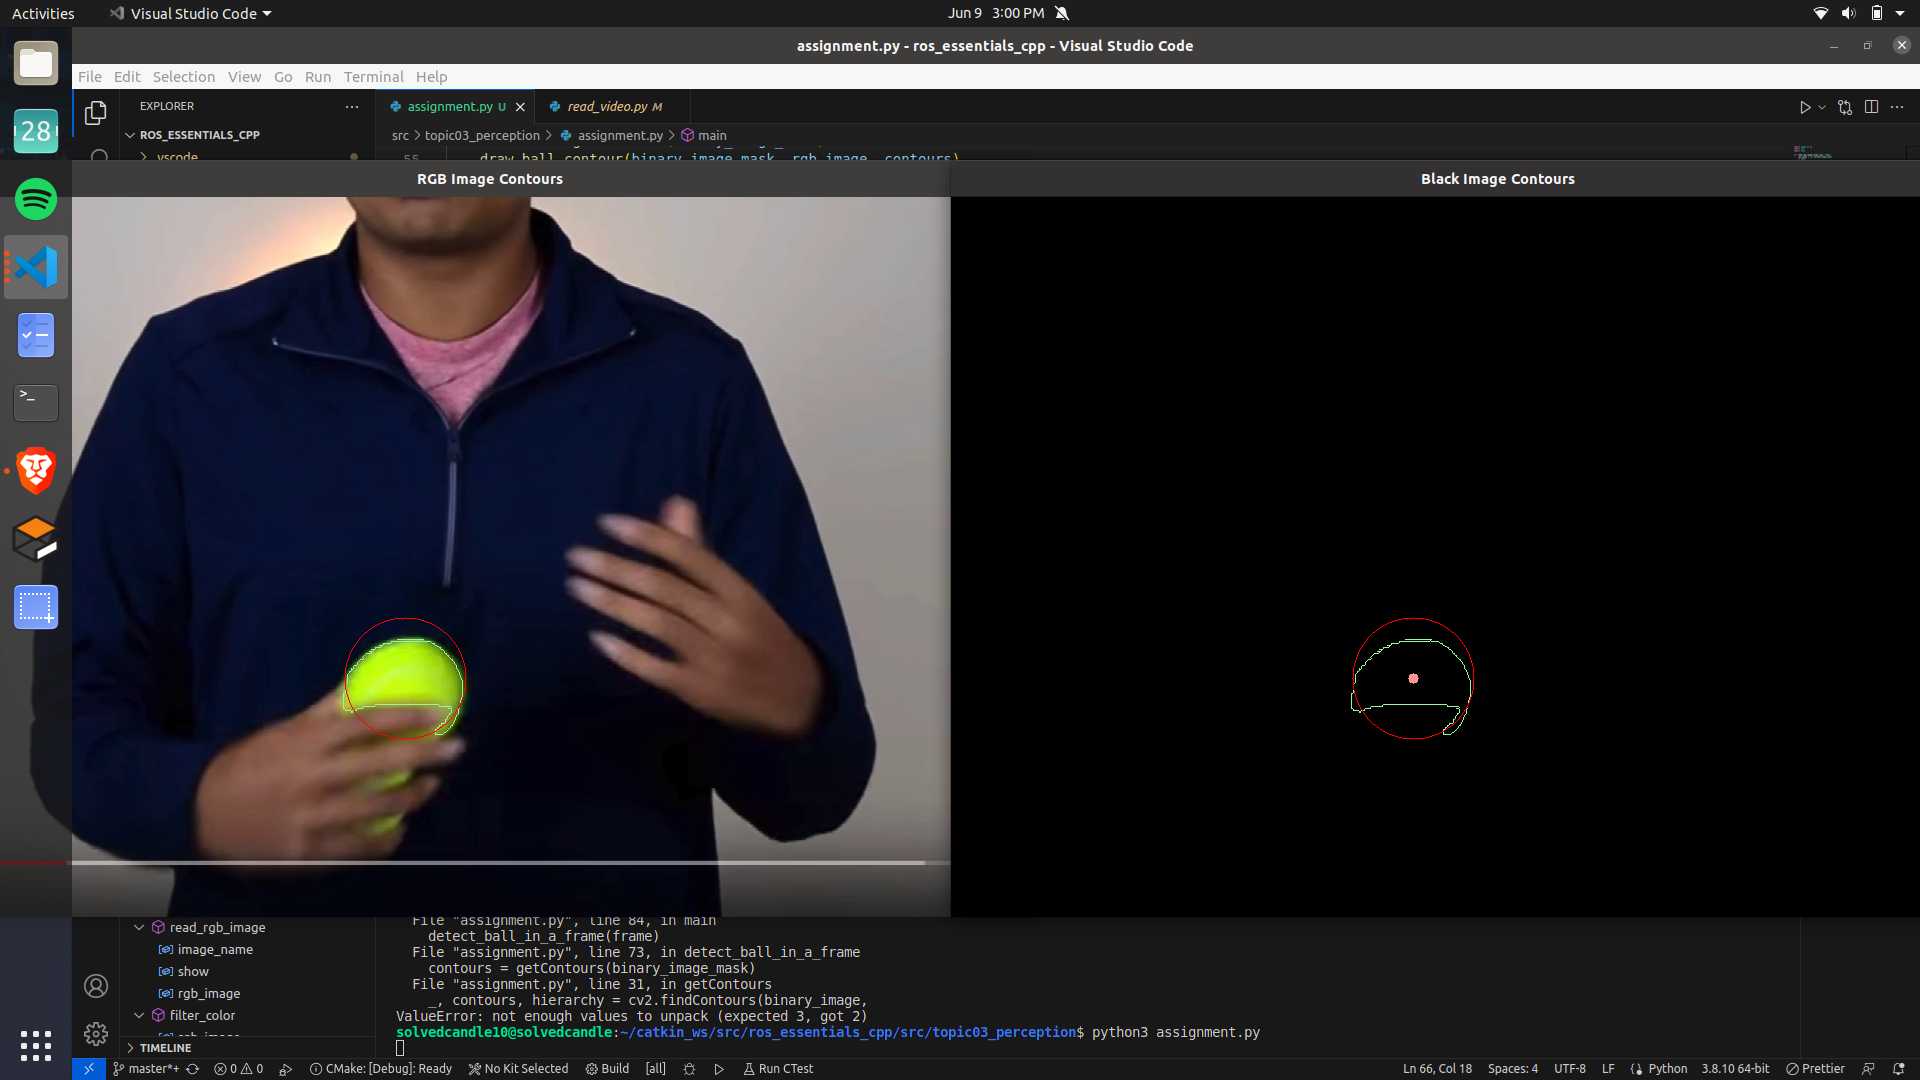 Activities
Visual Studio Code
Jun 9 3:00 PM
assignment.py - ros_essentials_cpp - Visual Studio Code
File Edit Selection View Go Run Terminal Help
EXPLORER
assignment.py U
read_video.py M
ROS_ESSENTIALS_CPP
src > topic03_perception > assignment.py > main
.vscode
55 draw_ball_contour(binary_image_mask, rgb_image, contours)
RGB Image Contours
Black Image Contours
28
>_
read_rgb_image
image_name
show
rgb_image
filter_color
TIMELINE
File "assignment.py", line 84, in main
detect_ball_in_a_frame(frame)
File "assignment.py", line 73, in detect_ball_in_a_frame
contours = getContours(binary_image_mask)
File "assignment.py", line 31, in getContours
_, contours, hierarchy = cv2.findContours(binary_image,
ValueError: not enough values to unpack (expected 3, got 2)
solvedcandle10@solvedcandle:~/catkin_ws/src/ros_essentials_cpp/src/topic03_perception$ python3 assignment.py
master*+ 0 0 CMake: [Debug]: Ready No Kit Selected Build [all] Run CTest
Ln 66, Col 18 Spaces: 4 UTF-8 LF Python 3.8.10 64-bit Prettier